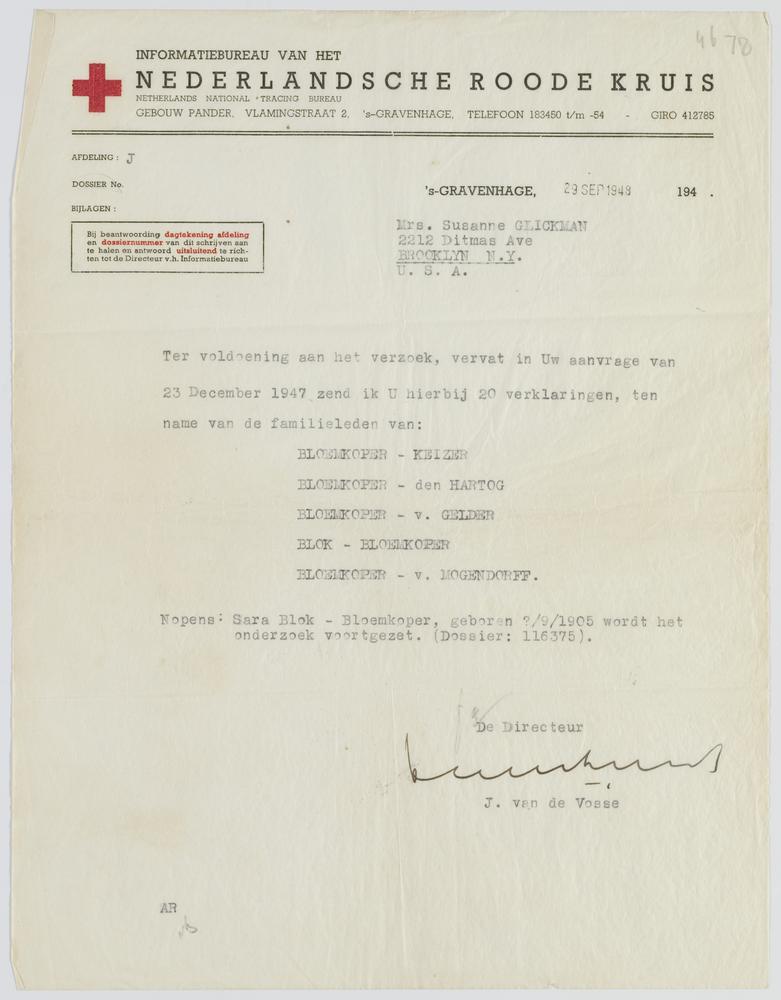 4678
INFORMATIEBUREAU VAN HET
NEDERLANDSCHE ROODE KRUIS
NETHERLANDS NATIONAL TRACING BUREAU
GEBOUW PANDER, VLAMINGSTRAAT 2, 's-GRAVENHAGE, TELEFOON 183450 t/m -54 - GIRO 412785
AFDELING : J
DOSSIER No.
's-GRAVENHAGE, 29 SEP 1948 194 .
BIJLAGEN :
Bij beantwoording dagtekening afdeling
en dossiernummer van dit schrijven aan
te halen en antwoord uitsluitend te rich-
ten tot de Directeur v.h. Informatiebureau
Mrs. Susanne GLICKMAN
2212 Ditmas Ave
BROOKLYN N.Y.
U. S. A.
Ter voldoening aan het verzoek, vervat in Uw aanvrage van
23 December 1947 zend ik U hierbij 20 verklaringen, ten
name van de familieleden van:
BLOEMKOPER - KEIZER
BLOEMKOPER - den HARTOG
BLOEMKOPER - v. GELDER
BLOK - BLOEMKOPER
BLOEMKOPER - v. MOGENDORFF.
Nopens: Sara Blok - Bloemkoper, geboren ?/9/1905 wordt het
onderzoek voortgezet. (Dossier: 116375).
De Directeur
J. van de Vosse
AR